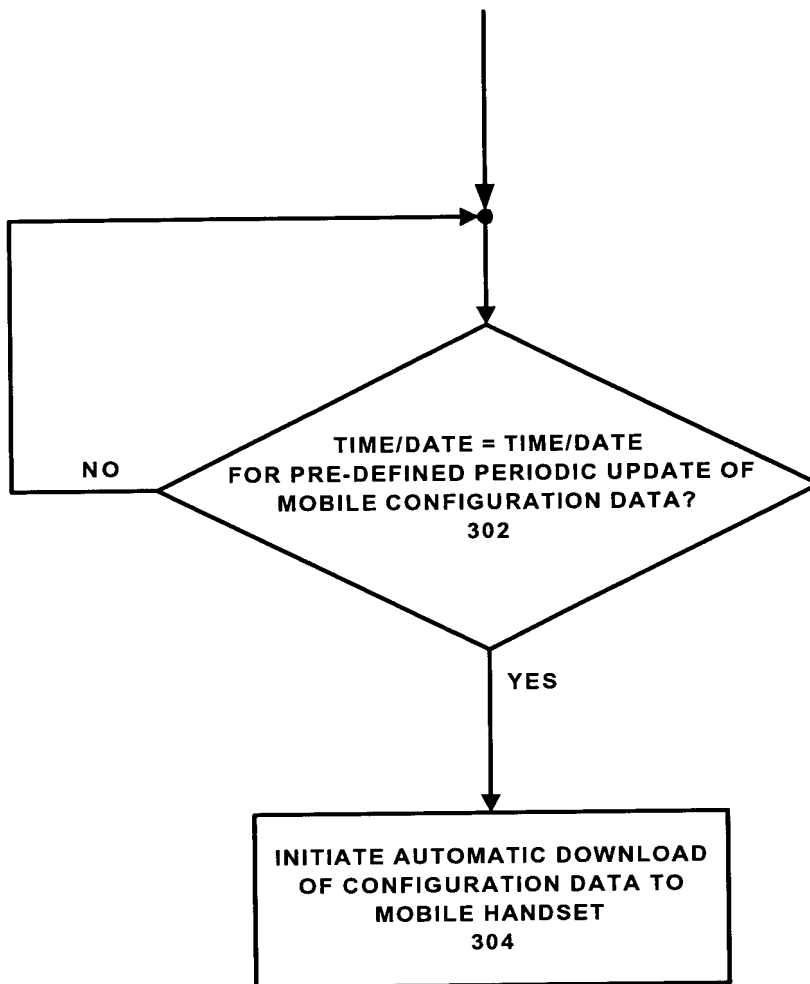 TIME/DATE = TIME/DATE
FOR PRE-DEFINED PERIODIC UPDATE OF
MOBILE CONFIGURATION DATA?
302
NO
YES
INITIATE AUTOMATIC DOWNLOAD
OF CONFIGURATION DATA TO
MOBILE HANDSET
304